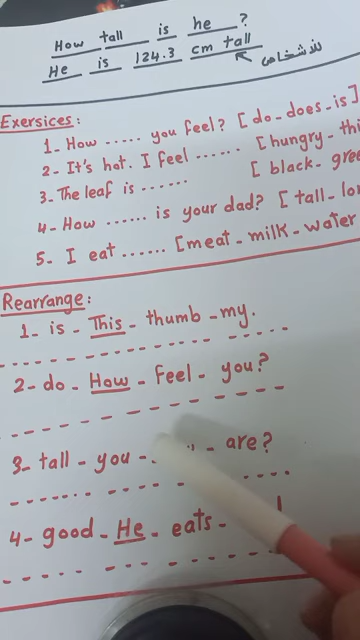 How tall is he ?
He is 124.3 cm tall
للأشخاص
Exersices:
1- How ..... you feel? [ do - does - is ]
2- It's hot. I feel ...... [ hungry - thi
3- The leaf is ...... [ black - gree
4- How ...... is your dad? [ tall - lo
5- I eat ...... [ meat - milk - water
Rearrange:
1- is - This - thumb - my.
2- do - How - feel - you?
3- tall - you - - are?
4- good - He - eats -